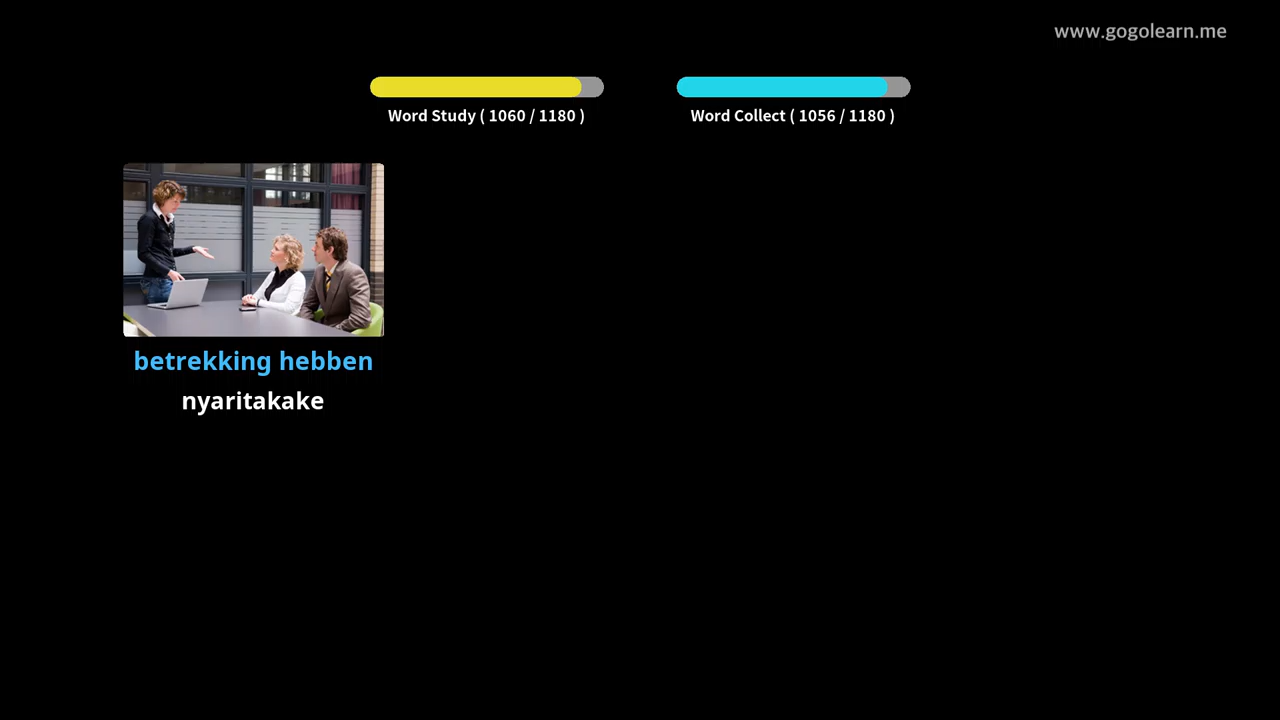 www.gogolearn.me
Word Study ( 1060 / 1180 )
Word Collect ( 1056 / 1180 )
betrekking hebben
nyaritakake